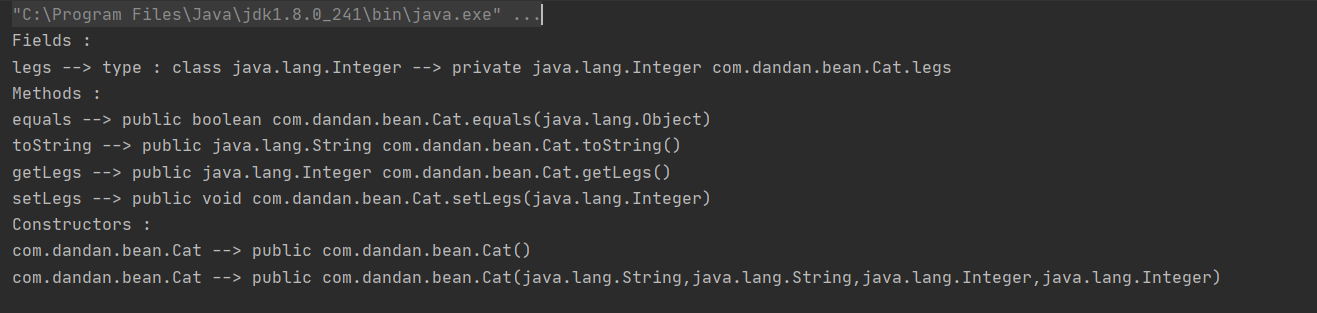 "C:\Program Files\Java\jdk1.8.0_241\bin\java.exe" ...
Fields :
legs --> type : class java.lang.Integer --> private java.lang.Integer com.dandan.bean.Cat.legs
Methods :
equals --> public boolean com.dandan.bean.Cat.equals(java.lang.Object)
toString --> public java.lang.String com.dandan.bean.Cat.toString()
getLegs --> public java.lang.Integer com.dandan.bean.Cat.getLegs()
setLegs --> public void com.dandan.bean.Cat.setLegs(java.lang.Integer)
Constructors :
com.dandan.bean.Cat --> public com.dandan.bean.Cat()
com.dandan.bean.Cat --> public com.dandan.bean.Cat(java.lang.String,java.lang.String,java.lang.Integer,java.lang.Integer)